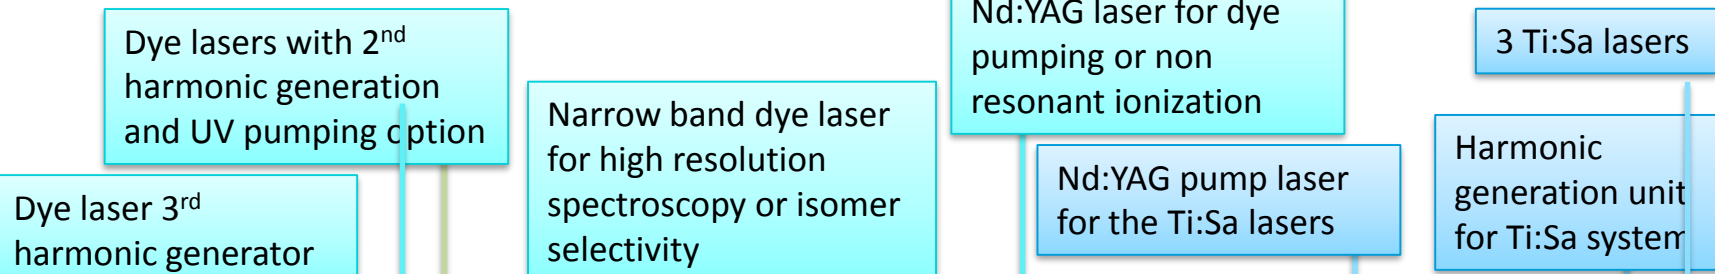 Dye lasers with 2nd
harmonic generation
and UV pumping option
Dye laser 3rd
harmonic generator
Narrow band dye laser
for high resolution
spectroscopy or isomer
selectivity
Nd:YAG laser for dye
pumping or non
resonant ionization
Nd:YAG pump laser
for the Ti:Sa lasers
3 Ti:Sa lasers
Harmonic
generation unit
for Ti:Sa system